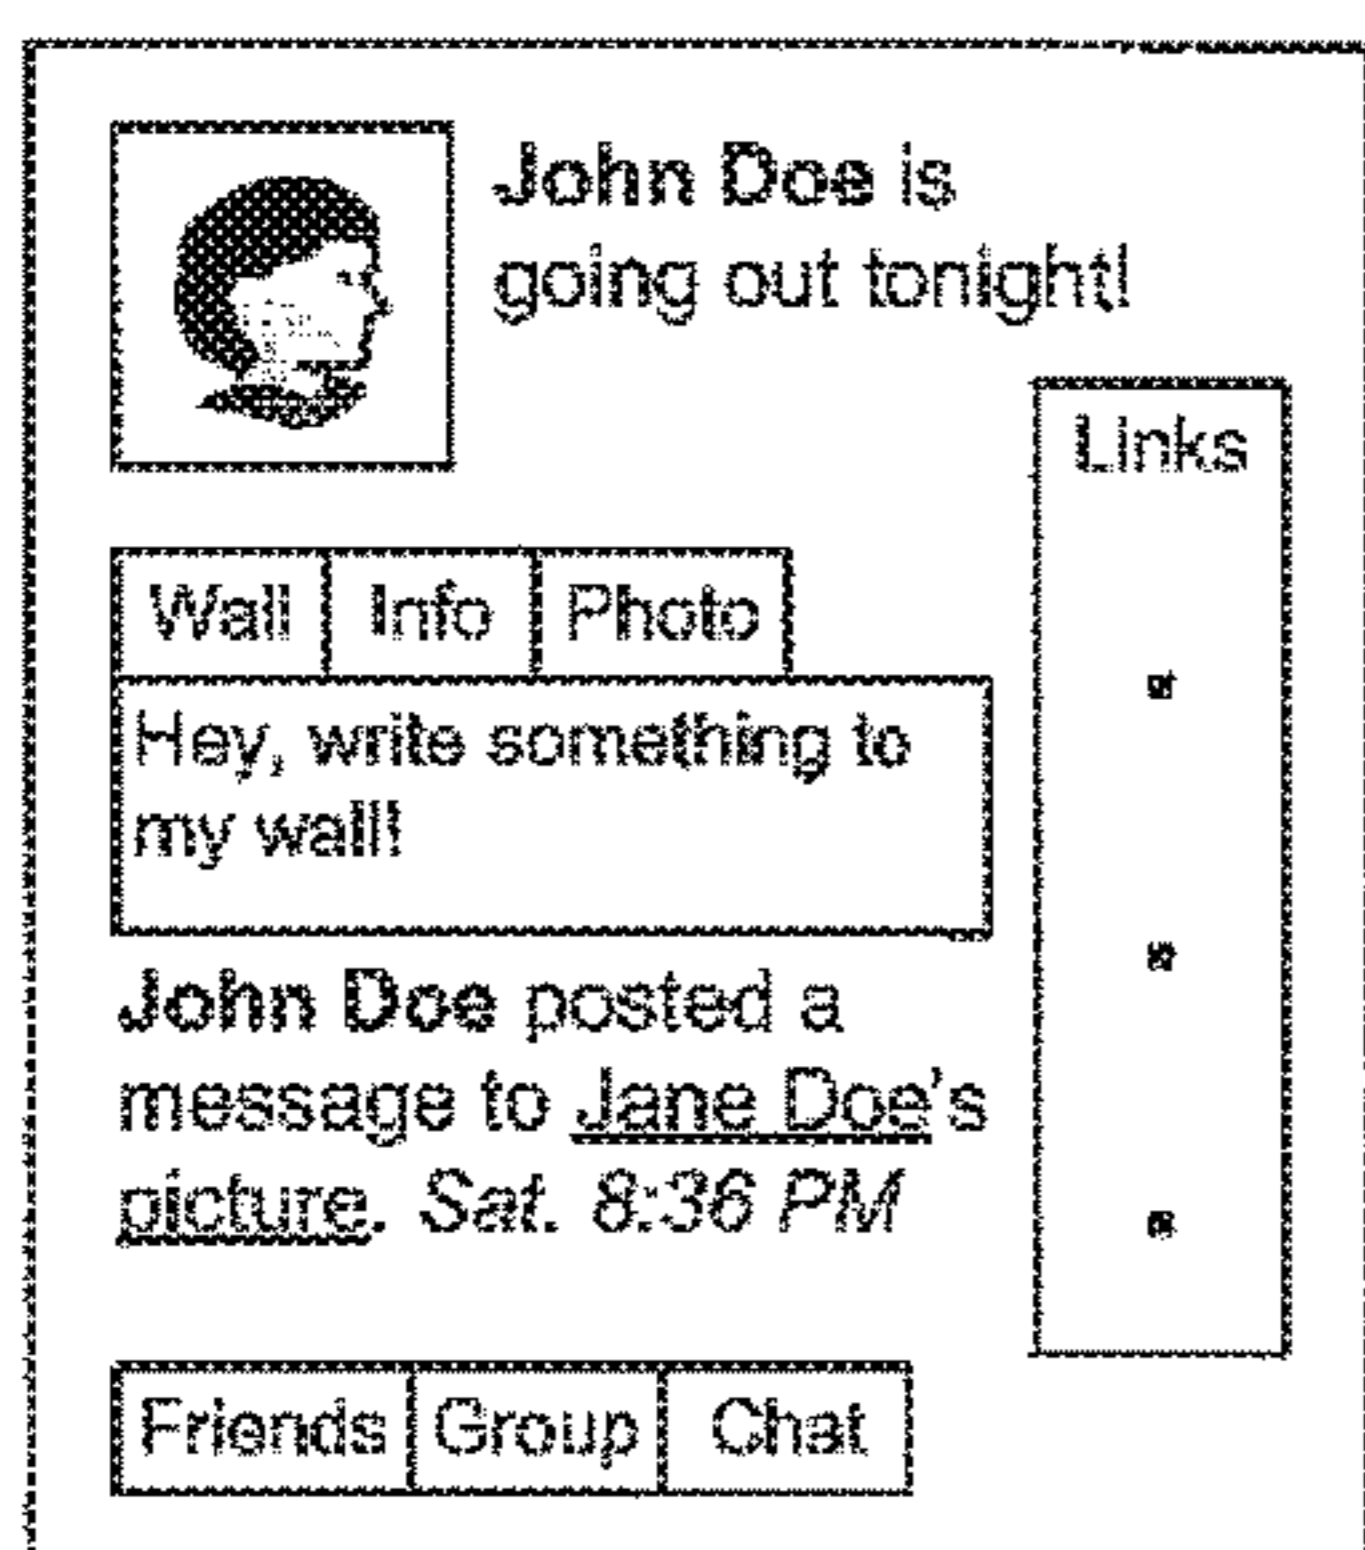 John Doe is
going out tonight!
Links
Wall Info Photo
Hey, write something to
my wall!
John Doe posted a
message to Jane Doe's
picture. Sat. 8:36 PM
Friends Group Chat